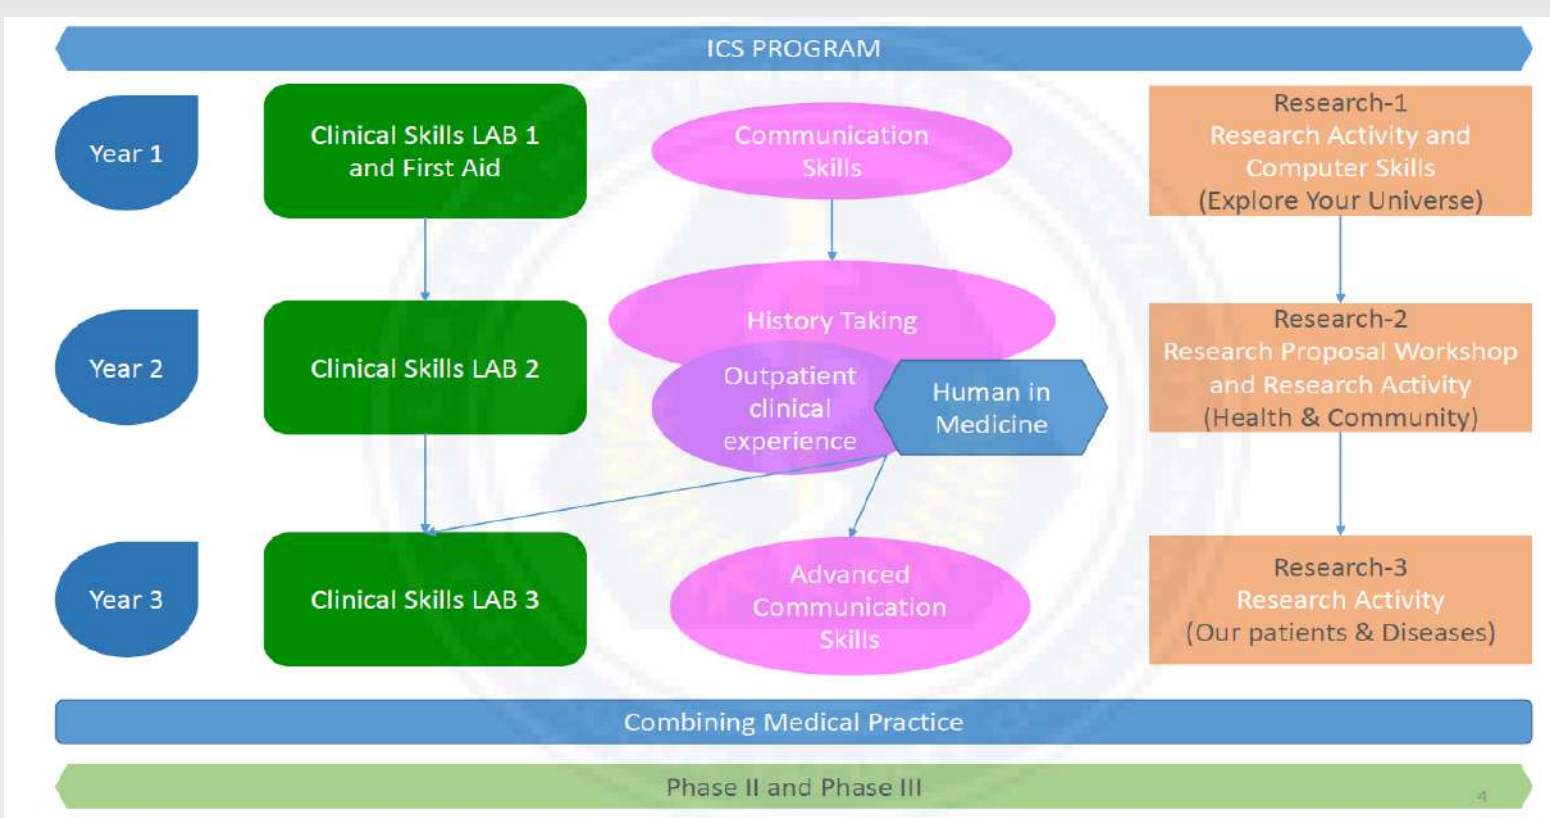 ICS PROGRAM
Year 1
Clinical Skills LAB 1
and First Aid
Communication
Skills
Research-1
Research Activity and
Computer Skills
(Explore Your Universe)
Year 2
Clinical Skills LAB 2
History Taking
Outpatient
clinical
experience
Human in
Medicine
Research-2
Research Proposal Workshop
and Research Activity
(Health & Community)
Year 3
Clinical Skills LAB 3
Advanced
Communication
Skills
Research-3
Research Activity
(Our patients & Diseases)
Combining Medical Practice
Phase II and Phase III
4